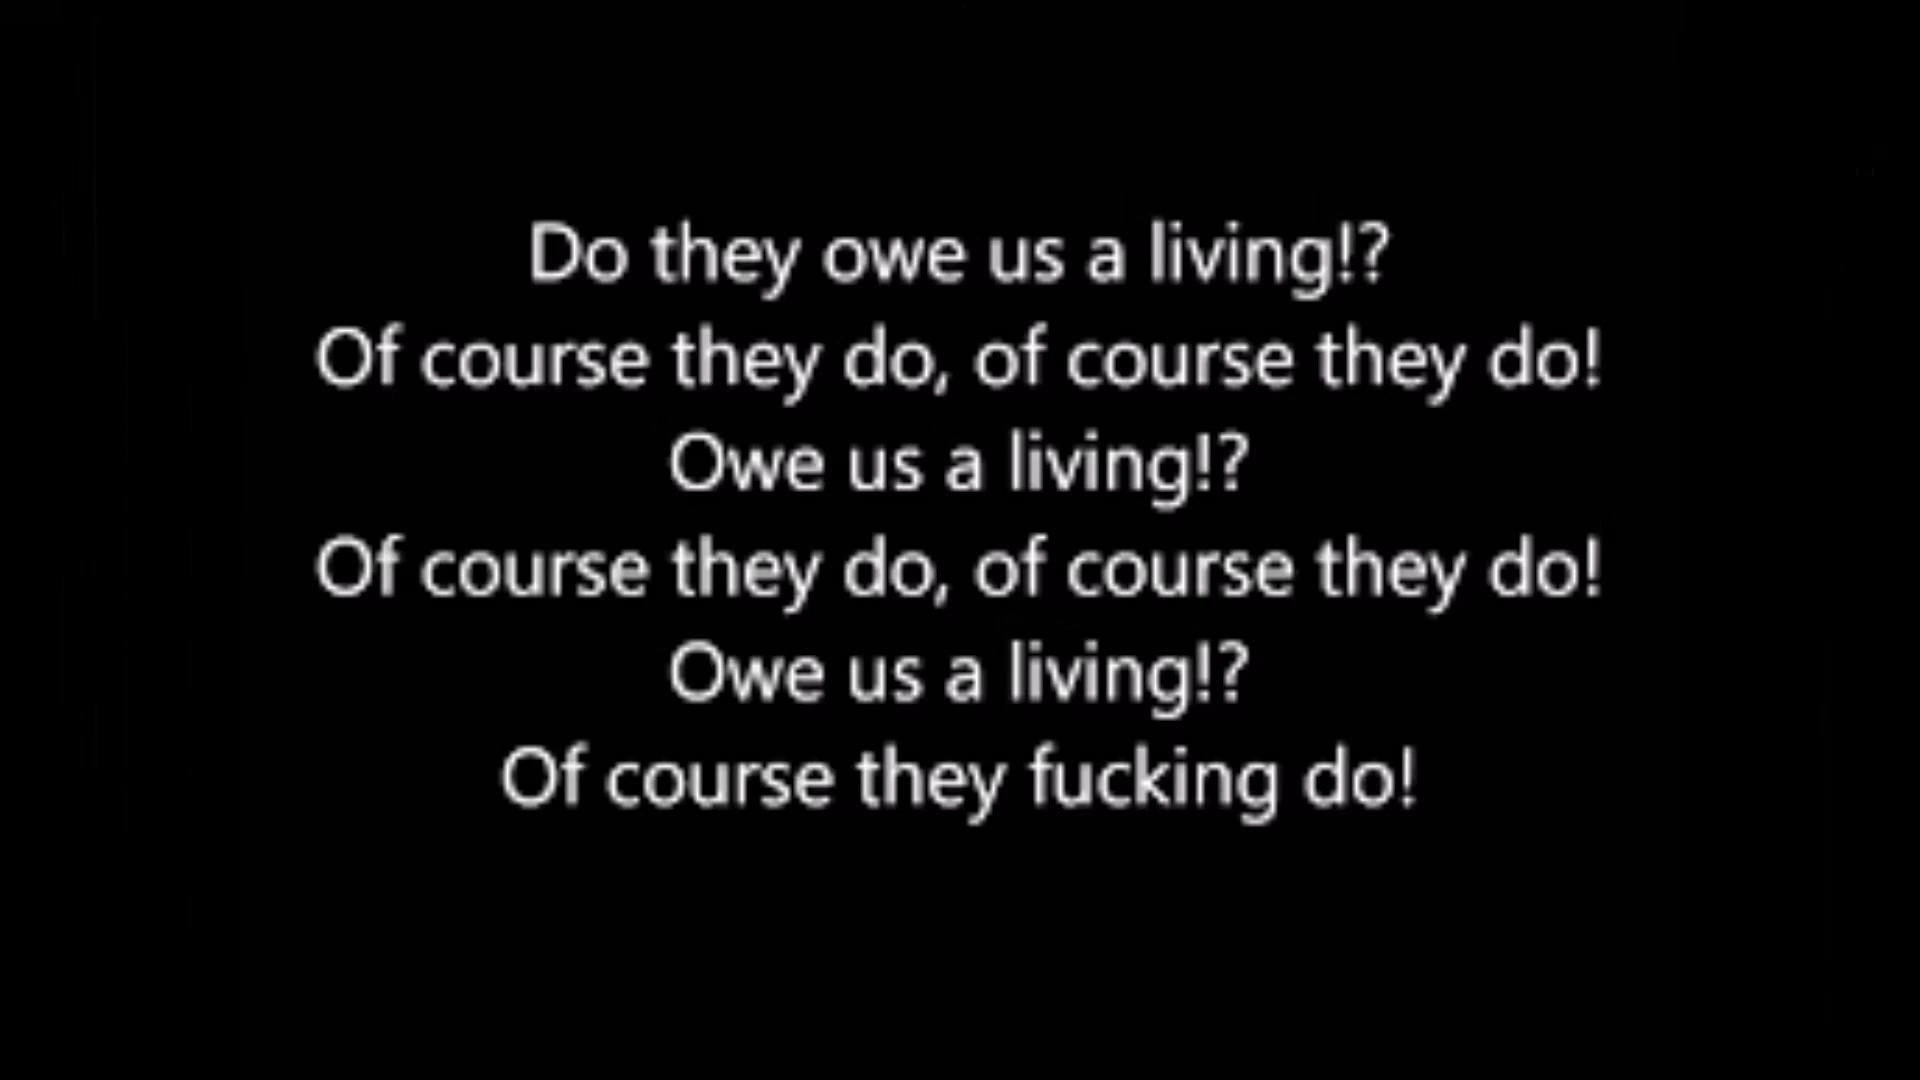 Do they owe us a living!?
Of course they do, of course they do!
Owe us a living!?
Of course they do, of course they do!
Owe us a living!?
Of course they fucking do!